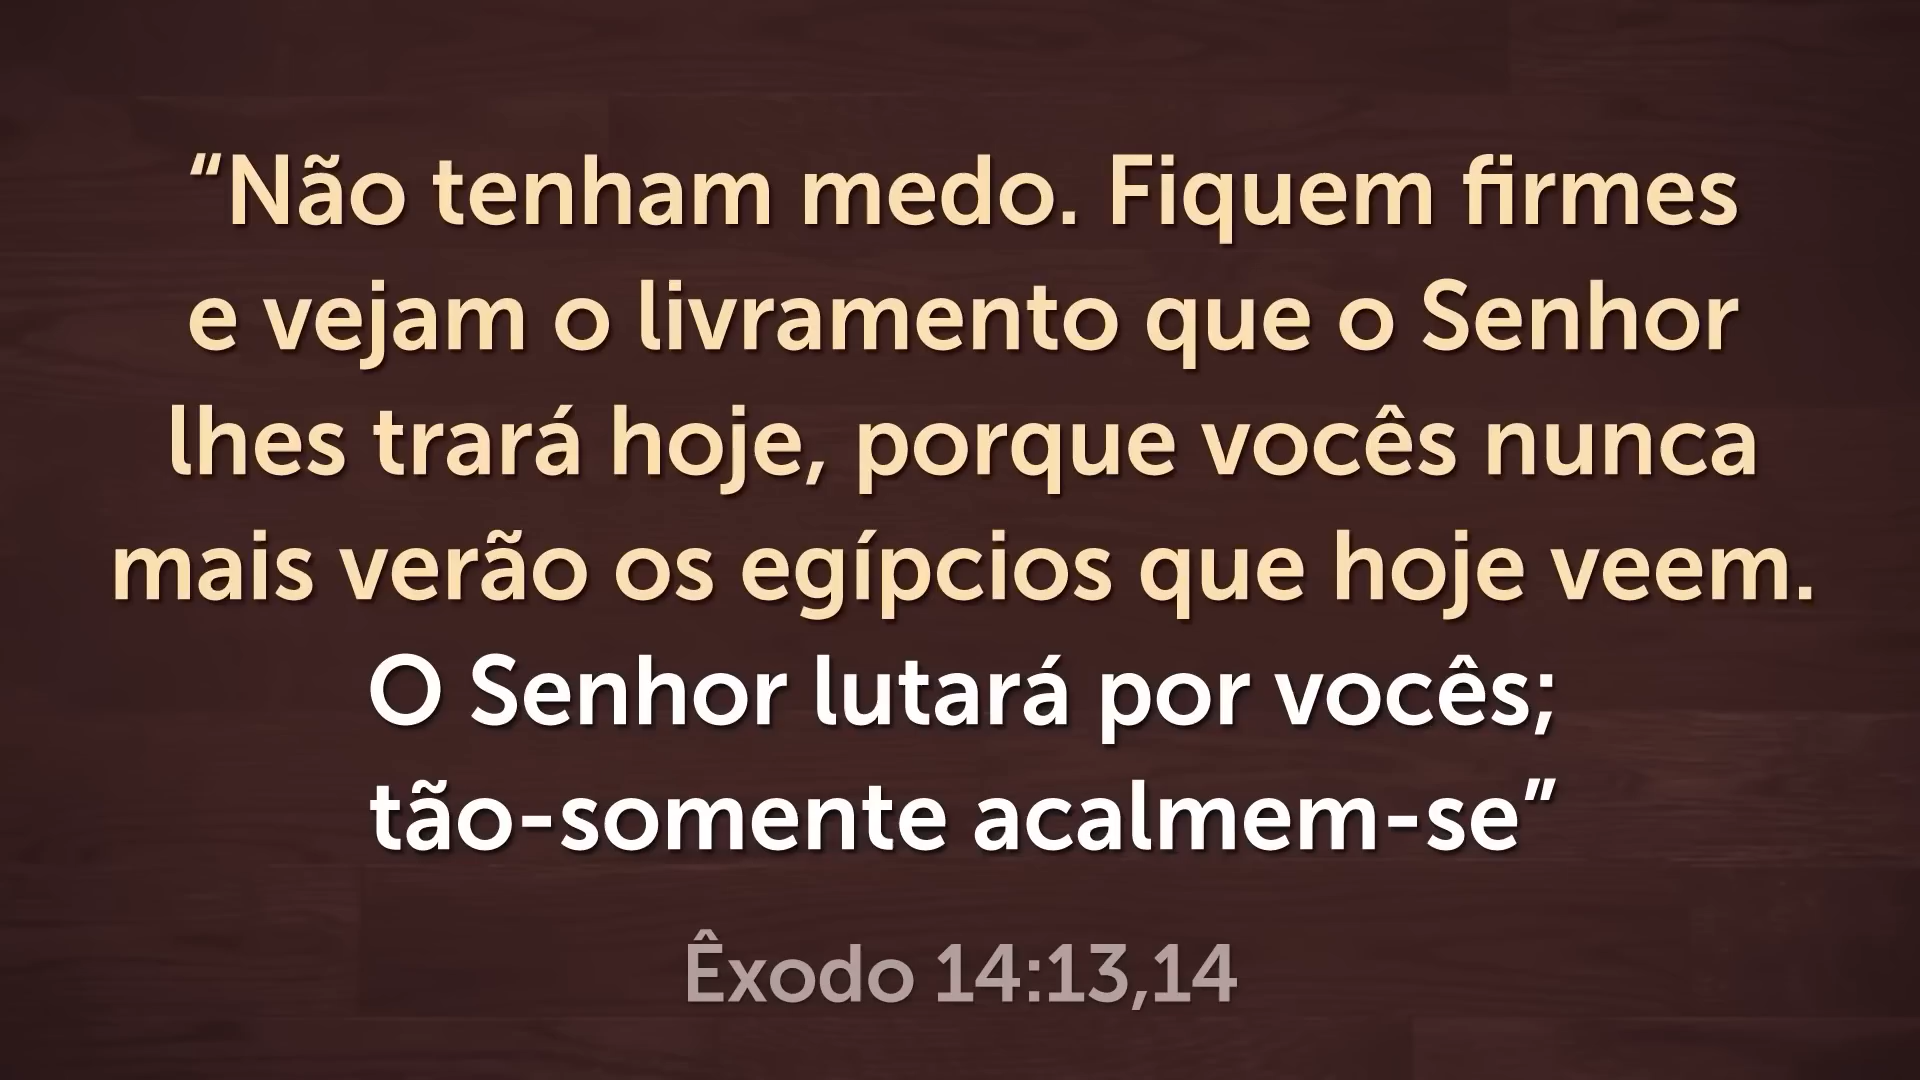 “Não tenham medo. Fiquem firmes
e vejam o livramento que o Senhor
lhes trará hoje, porque vocês nunca
mais verão os egípcios que hoje veem.
O Senhor lutará por vocês;
tão-somente acalmem-se”
Êxodo 14:13,14